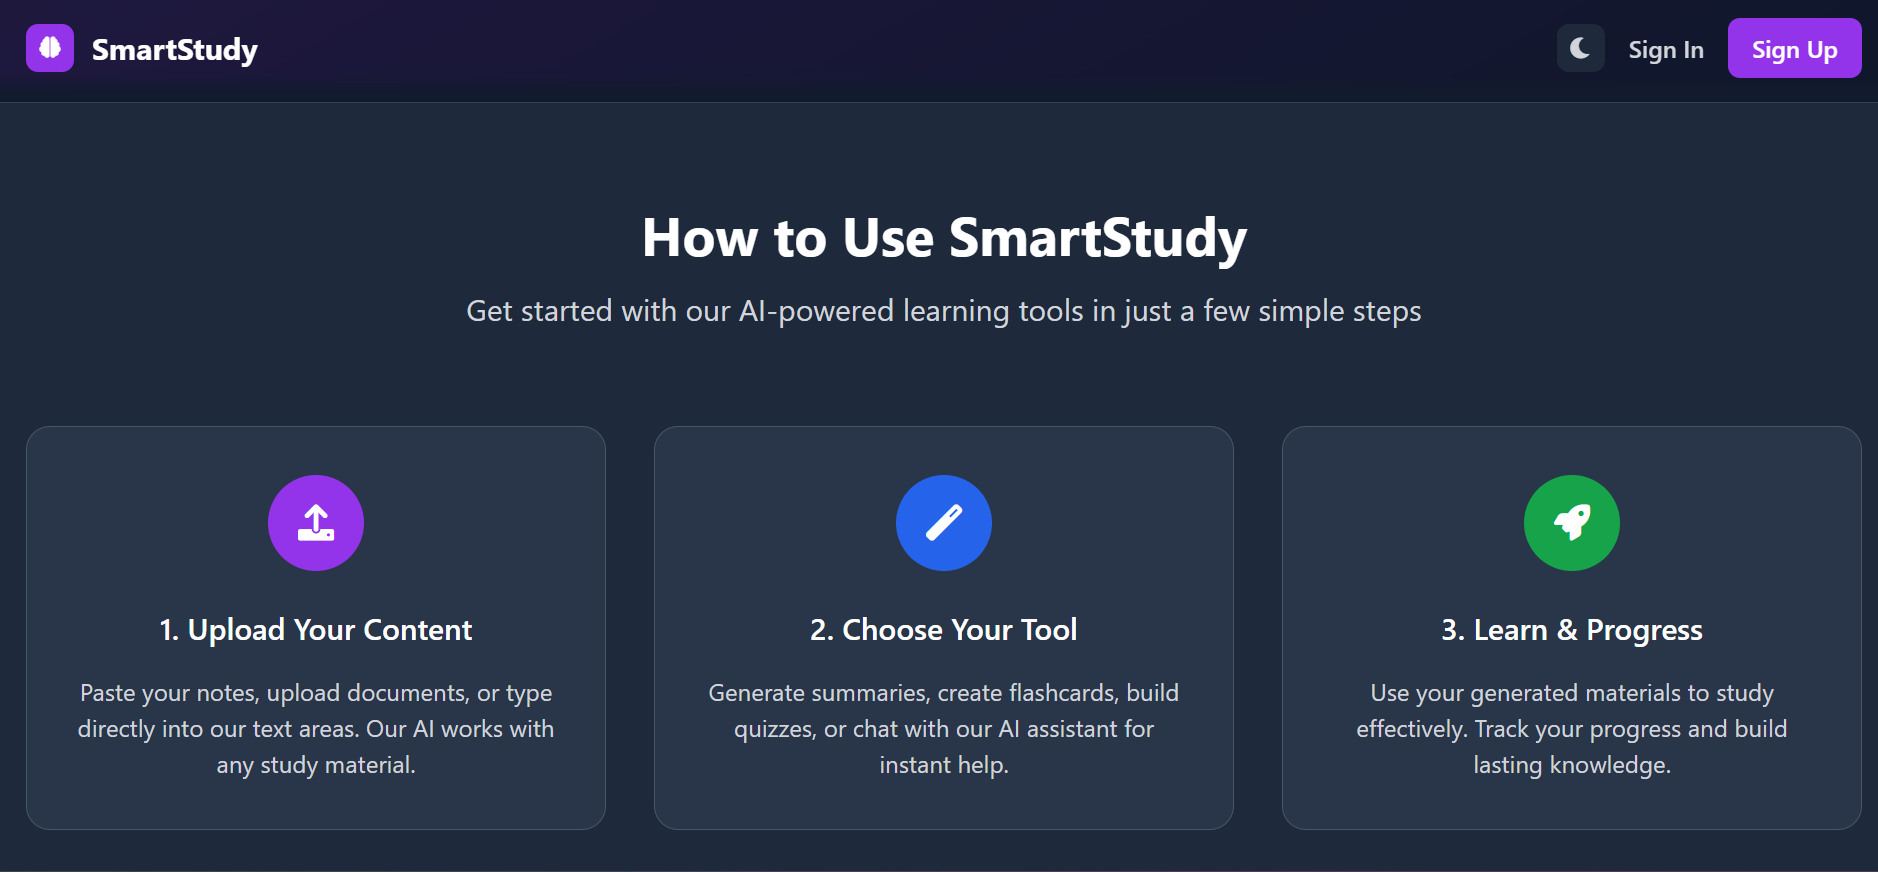 SmartStudy
Sign In
Sign Up
How to Use SmartStudy
Get started with our AI-powered learning tools in just a few simple steps
1. Upload Your Content
Paste your notes, upload documents, or type
directly into our text areas. Our AI works with
any study material.
2. Choose Your Tool
Generate summaries, create flashcards, build
quizzes, or chat with our AI assistant for
instant help.
3. Learn & Progress
Use your generated materials to study
effectively. Track your progress and build
lasting knowledge.